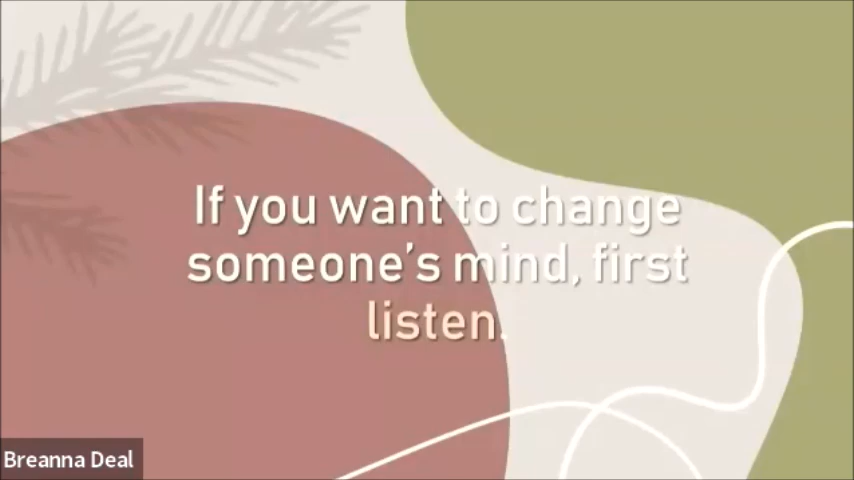 If you want to change
someone’s mind, first
listen.
Breanna Deal